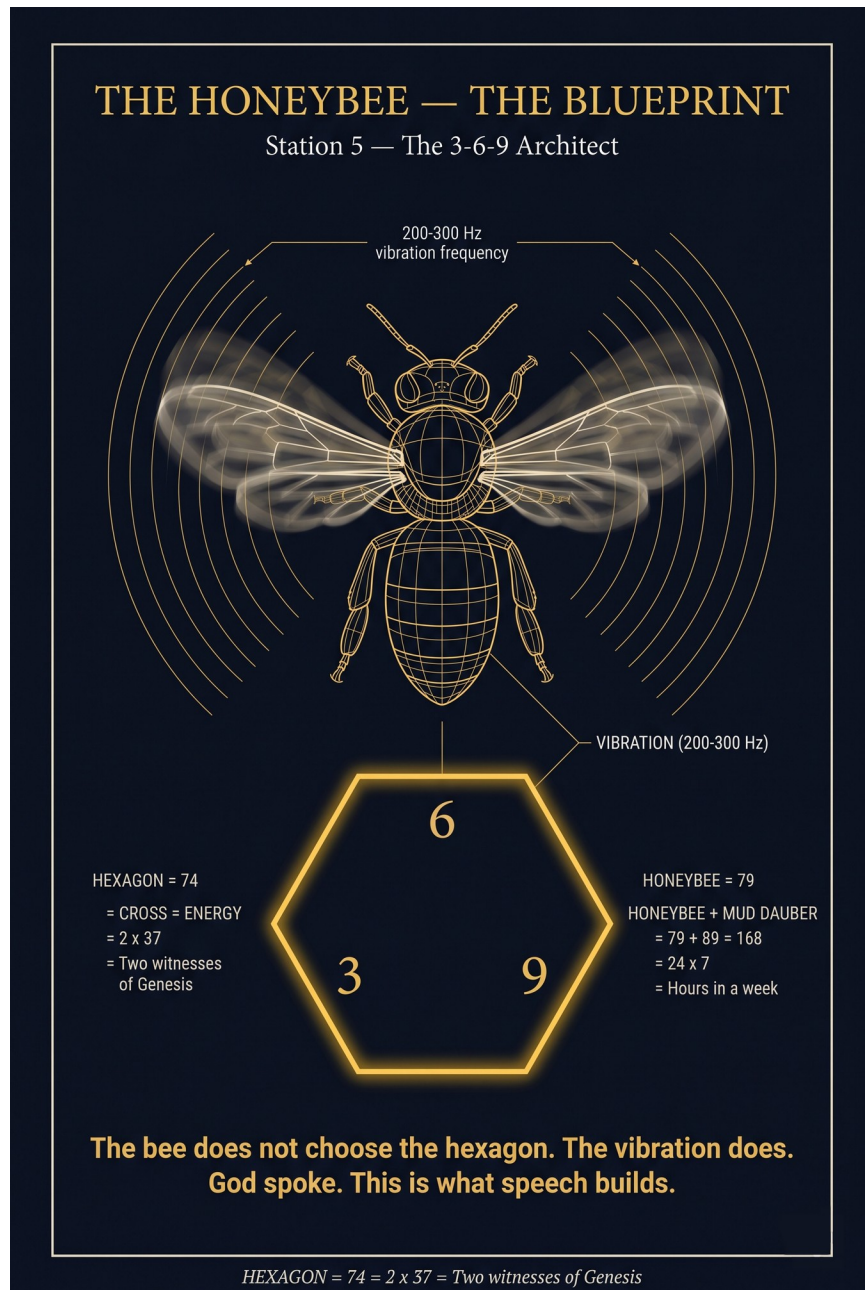 THE HONEYBEE — THE BLUEPRINT
Station 5 — The 3-6-9 Architect
200-300 Hz
vibration frequency
VIBRATION (200-300 Hz)
6
3
9
HEXAGON = 74
= CROSS = ENERGY
= 2 x 37
= Two witnesses
of Genesis
HONEYBEE = 79
HONEYBEE + MUD DAUBER
= 79 + 89 = 168
= 24 x 7
= Hours in a week
The bee does not choose the hexagon. The vibration does.
God spoke. This is what speech builds.
HEXAGON = 74 = 2 x 37 = Two witnesses of Genesis